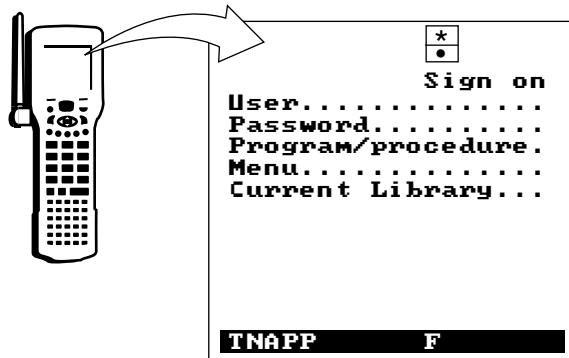 *
•
Sign on
User..............
Password..........
Program/procedure.
Menu..............
Current Library...
TNAPP F